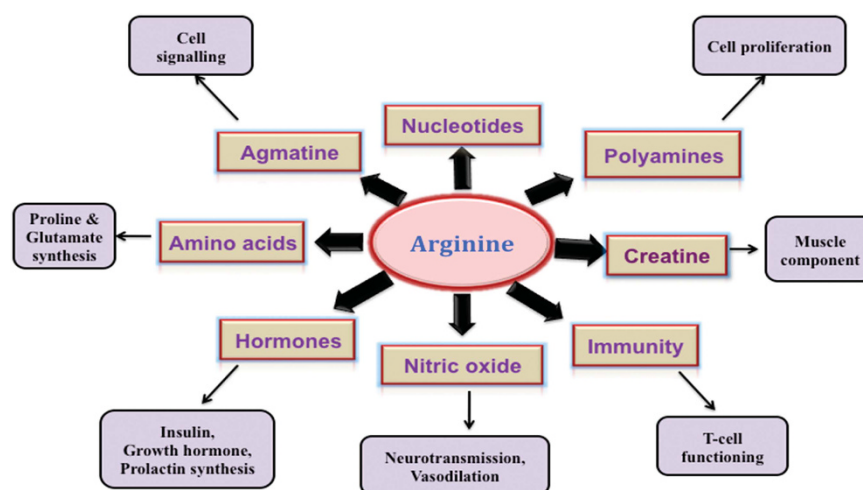 Cell
signalling
Cell proliferation
Nucleotides
Agmatine
Polyamines
Proline &
Glutamate
synthesis
Amino acids
Arginine
Creatine
Muscle
component
Hormones
Nitric oxide
Immunity
Insulin,
Growth hormone,
Prolactin synthesis
Neurotransmission,
Vasodilation
T-cell
functioning